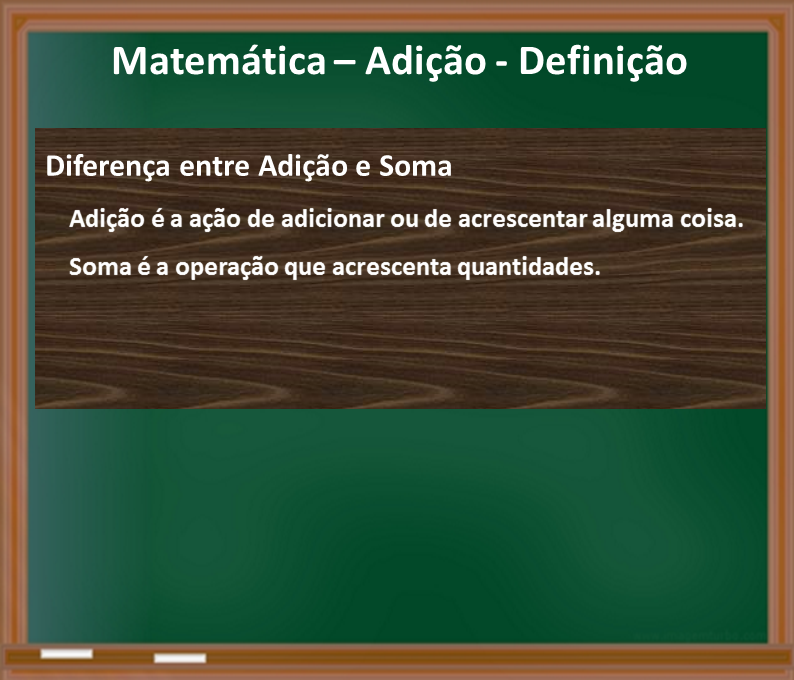 Matemática – Adição - Definição
Diferença entre Adição e Soma
Adição é a ação de adicionar ou de acrescentar alguma coisa.
Soma é a operação que acrescenta quantidades.